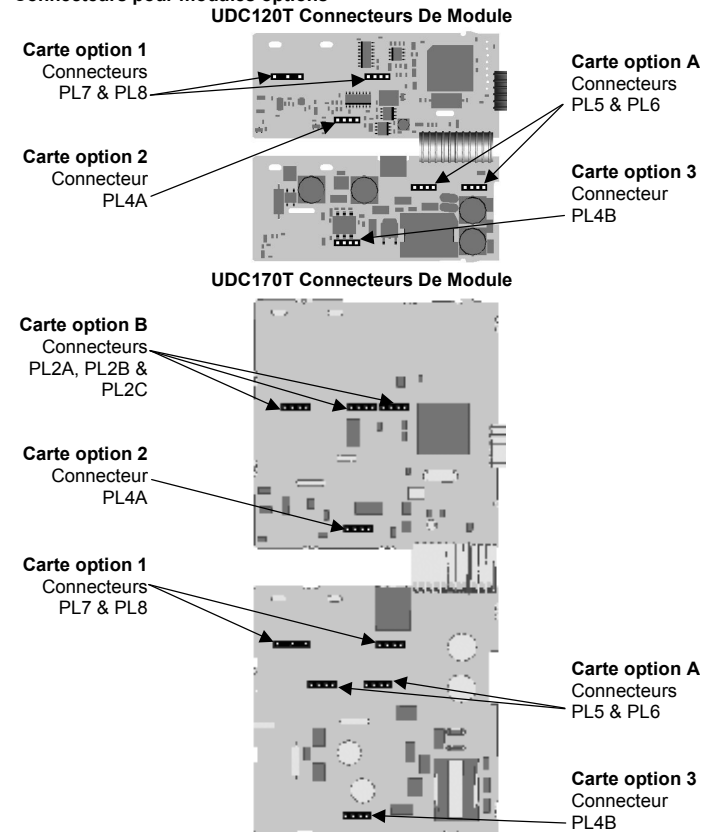 Connecteurs pour modules options
UDC120T Connecteurs De Module
Carte option 1
Connecteurs
PL7 & PL8
Carte option A
Connecteurs
PL5 & PL6
Carte option 2
Connecteur
PL4A
Carte option 3
Connecteur
PL4B
UDC170T Connecteurs De Module
Carte option B
Connecteurs
PL2A, PL2B &
PL2C
Carte option 2
Connecteur
PL4A
Carte option 1
Connecteurs
PL7 & PL8
Carte option A
Connecteurs
PL5 & PL6
Carte option 3
Connecteur
PL4B